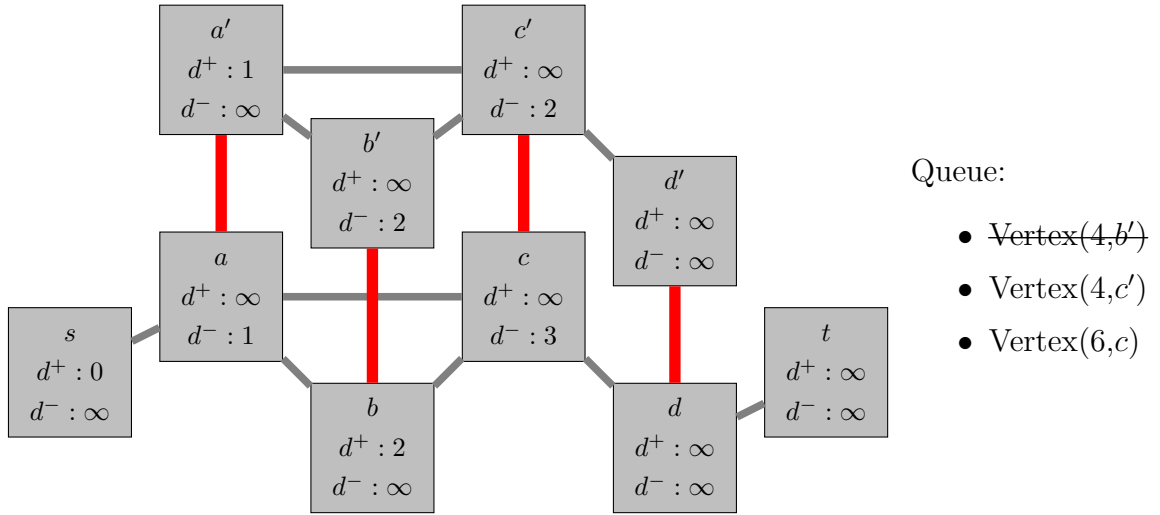 a′
d⁺ : 1
d⁻ : ∞
c′
d⁺ : ∞
d⁻ : 2
b′
d⁺ : ∞
d⁻ : 2
d′
d⁺ : ∞
d⁻ : ∞
a
d⁺ : ∞
d⁻ : 1
c
d⁺ : ∞
d⁻ : 3
s
d⁺ : 0
d⁻ : ∞
b
d⁺ : 2
d⁻ : ∞
d
d⁺ : ∞
d⁻ : ∞
t
d⁺ : ∞
d⁻ : ∞
Queue:
• Vertex(4,b′)
• Vertex(4,c′)
• Vertex(6,c)